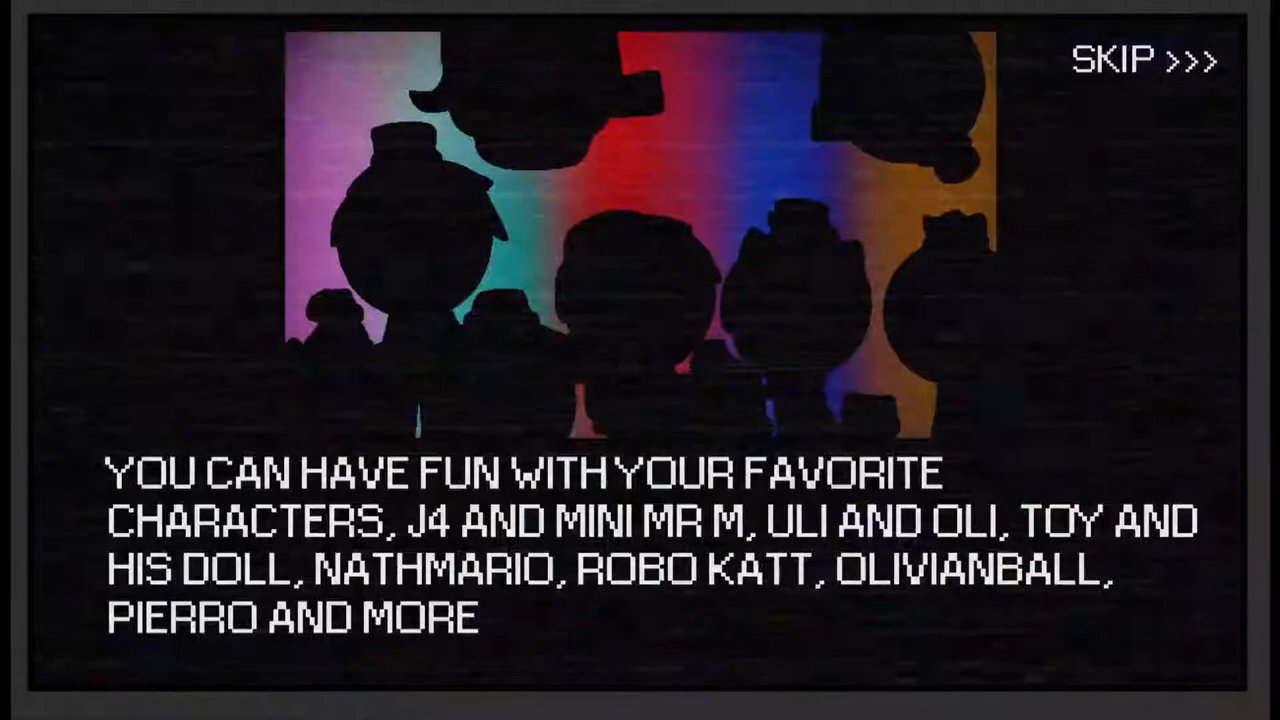 SKIP >>>
YOU CAN HAVE FUN WITH YOUR FAVORITE
CHARACTERS, J4 AND MINI MR M, ULI AND OLI, TOY AND
HIS DOLL, NATHMARIO, ROBO KATT, OLIVIANBALL,
PIERRO AND MORE